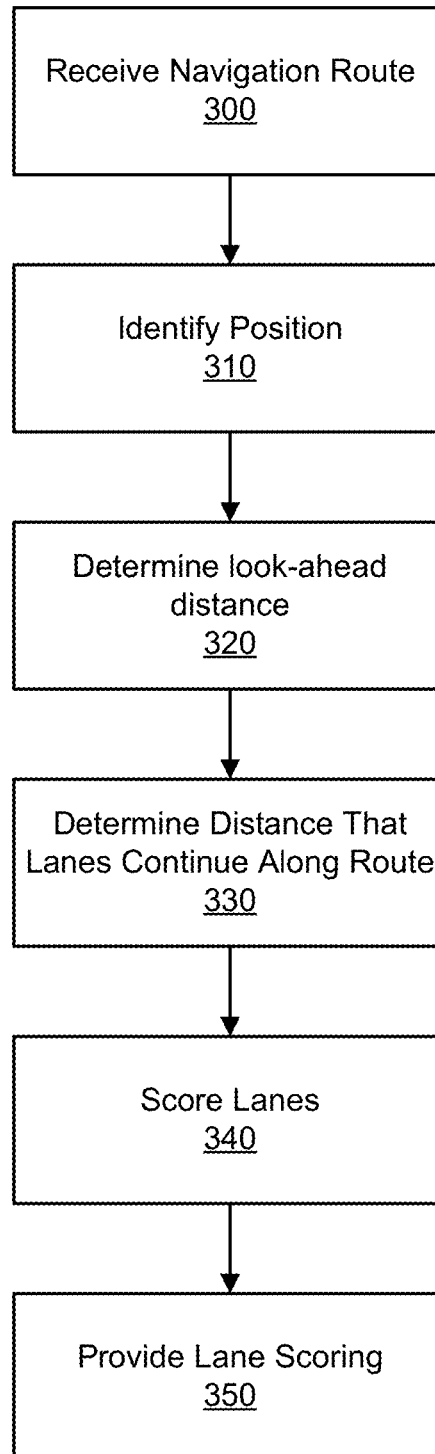 Receive Navigation Route
300
Identify Position
310
Determine look-ahead
distance
320
Determine Distance That
Lanes Continue Along Route
330
Score Lanes
340
Provide Lane Scoring
350